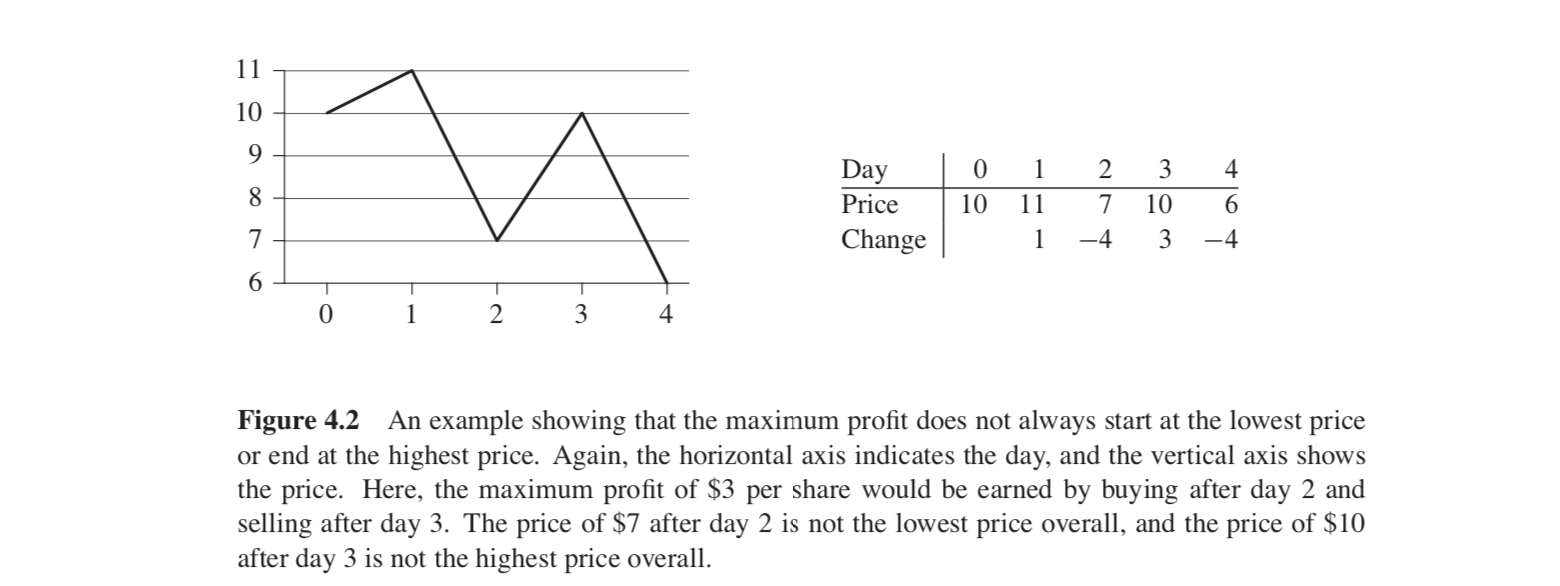 11
10
9
8
7
6
0 1 2 3 4
Day 0 1 2 3 4
Price 10 11 7 10 6
Change 1 −4 3 −4
Figure 4.2 An example showing that the maximum profit does not always start at the lowest price
or end at the highest price. Again, the horizontal axis indicates the day, and the vertical axis shows
the price. Here, the maximum profit of $3 per share would be earned by buying after day 2 and
selling after day 3. The price of $7 after day 2 is not the lowest price overall, and the price of $10
after day 3 is not the highest price overall.